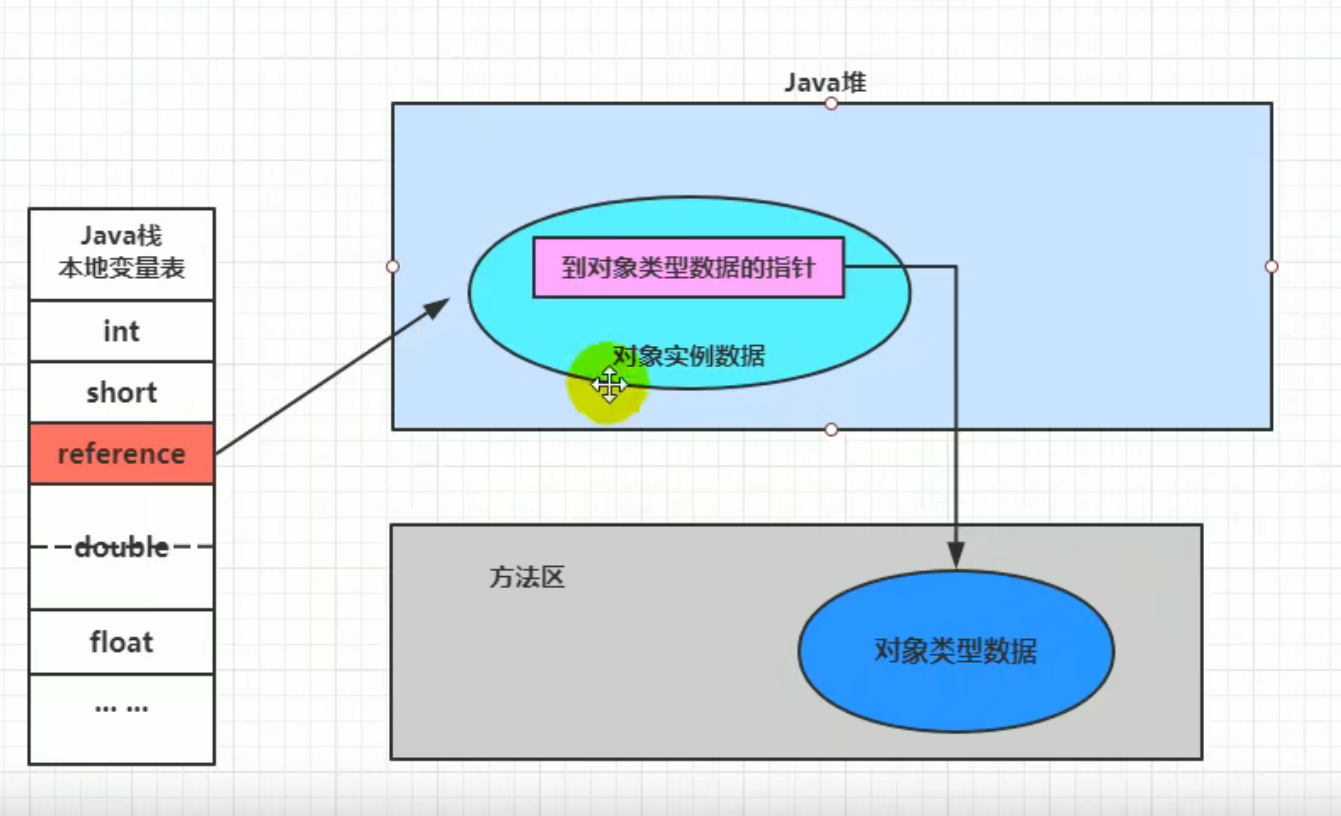 Java堆
Java栈
本地变量表
int
short
reference
double
float
... ...
到对象类型数据的指针
对象实例数据
方法区
对象类型数据